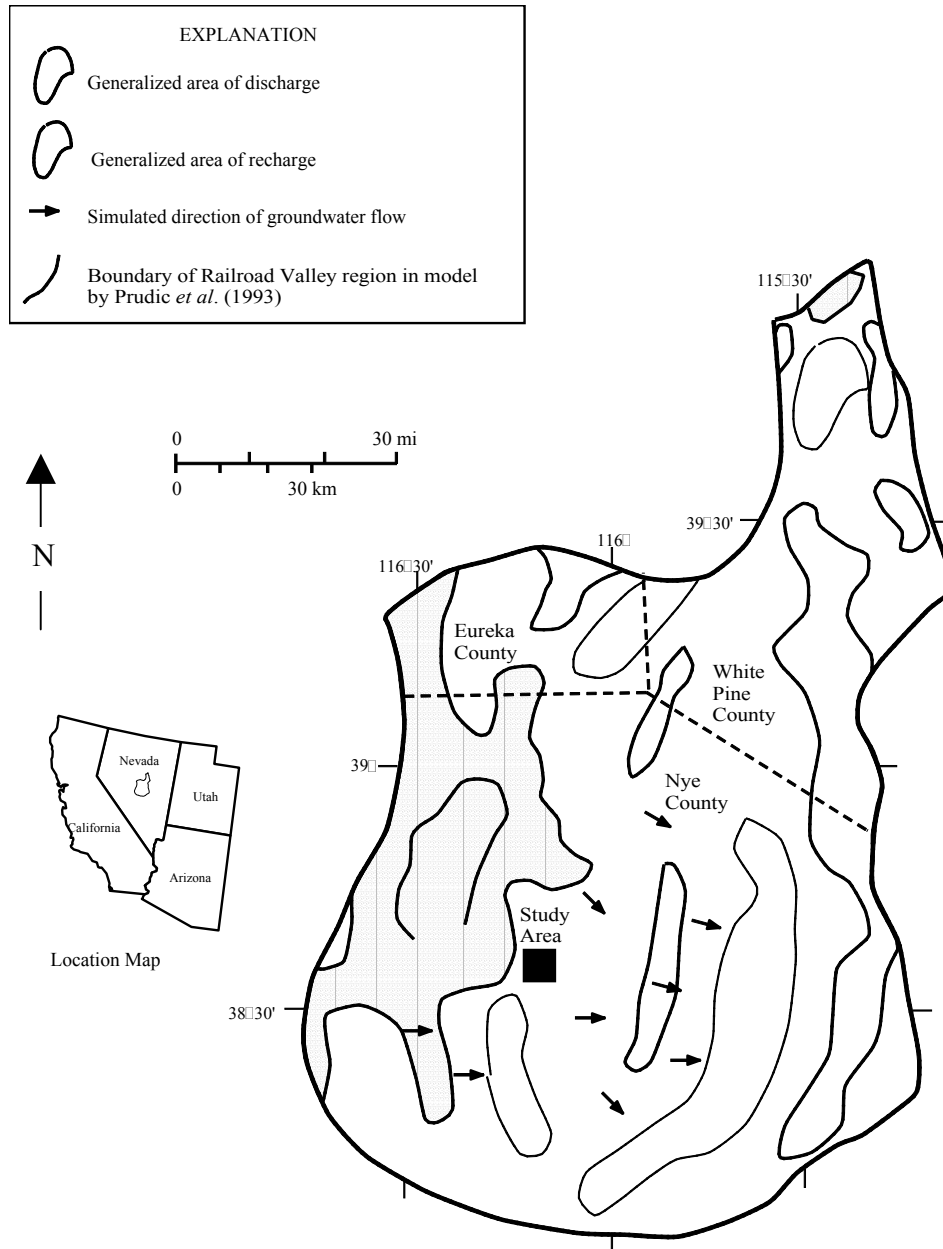 EXPLANATION
Generalized area of discharge
Generalized area of recharge
Simulated direction of groundwater flow
Boundary of Railroad Valley region in model
by Prudic et al. (1993)
115□30'
0 30 mi
0 30 km
N
39□30'
116□
116□30'
Eureka
County
White
Pine
County
39□
Nye
County
Nevada
Utah
California
Arizona
Study
Area
Location Map
38□30'